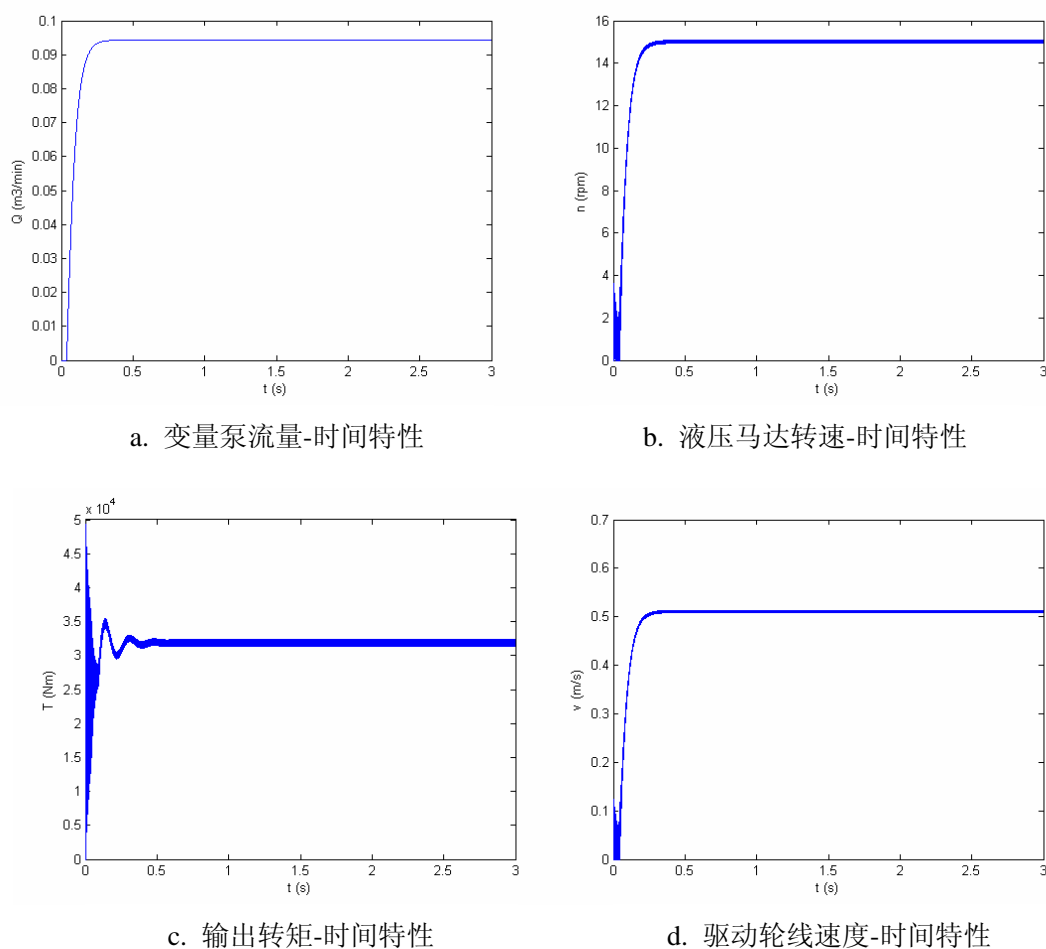 0.1
0.09
0.08
0.07
0.06
0.05
0.04
0.03
0.02
0.01
0
Q (m3/min)
0 0.5 1 1.5 2 2.5 3
t (s)
a. 变量泵流量-时间特性
16
14
12
10
8
6
4
2
0
n (rpm)
0 0.5 1 1.5 2 2.5 3
t (s)
b. 液压马达转速-时间特性
x 10^4
5
4.5
4
3.5
3
2.5
2
1.5
1
0.5
0
T (Nm)
0 0.5 1 1.5 2 2.5 3
t (s)
c. 输出转矩-时间特性
0.7
0.6
0.5
0.4
0.3
0.2
0.1
0
v (m/s)
0 0.5 1 1.5 2 2.5 3
t (s)
d. 驱动轮线速度-时间特性